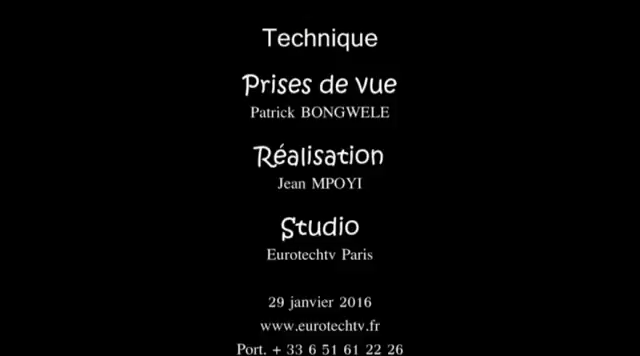 Technique
Prises de vue
Patrick BONGWELE
Réalisation
Jean MPOYI
Studio
Eurotechtv Paris
29 janvier 2016
www.eurotechtv.fr
Port. + 33 6 51 61 22 26